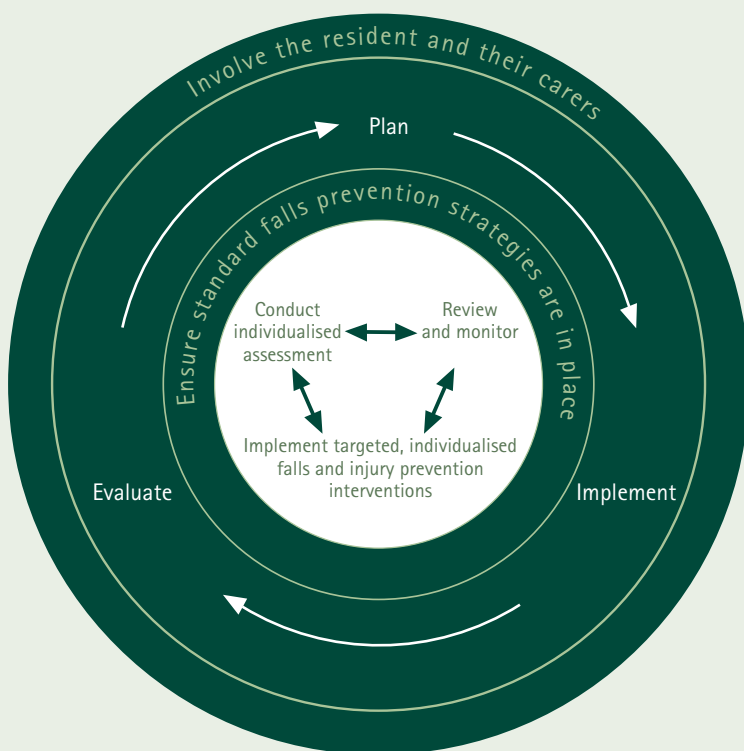 Involve the resident and their carers
Plan
Ensure standard falls prevention strategies are in place
Conduct
individualised
assessment
Review
and monitor
Implement targeted, individualised
falls and injury prevention
interventions
Evaluate
Implement